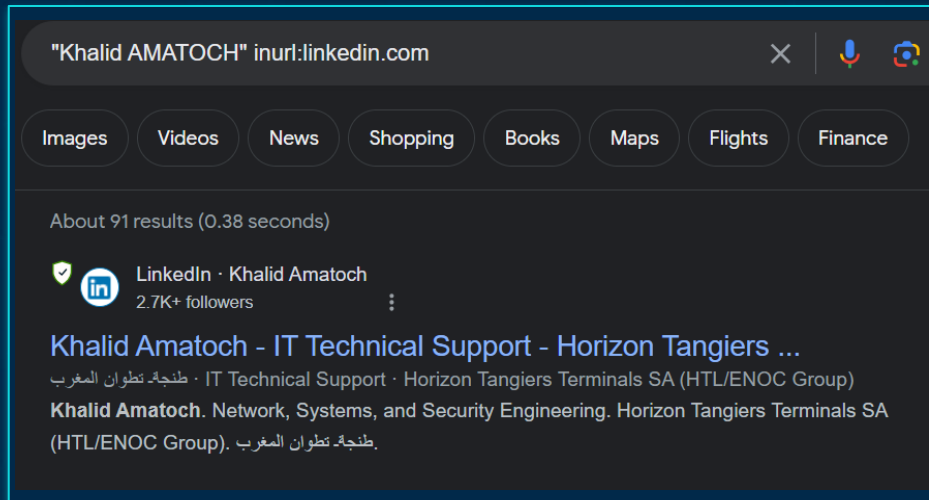 "Khalid AMATOCH" inurl:linkedin.com
Images Videos News Shopping Books Maps Flights Finance
About 91 results (0.38 seconds)
in
LinkedIn · Khalid Amatoch
2.7K+ followers
Khalid Amatoch - IT Technical Support - Horizon Tangiers ...
طنجة۔ تطوان المغرب · IT Technical Support · Horizon Tangiers Terminals SA (HTL/ENOC Group)
Khalid Amatoch. Network, Systems, and Security Engineering. Horizon Tangiers Terminals SA
(HTL/ENOC Group). طنجة۔ تطوان المغرب.